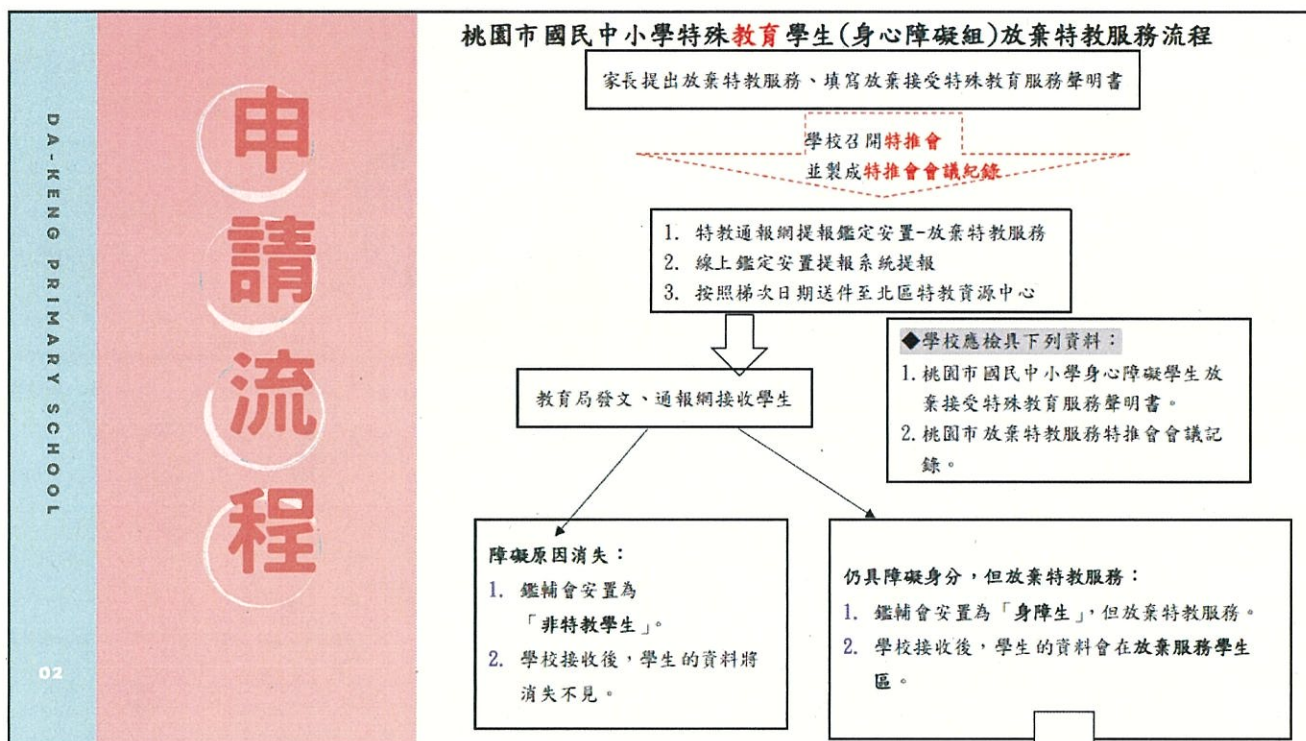 DA-KENG PRIMARY SCHOOL
02
申
請
流
程
桃園市國民中小學特殊教育學生(身心障礙組)放棄特教服務流程
家長提出放棄特教服務、填寫放棄接受特殊教育服務聲明書
學校召開特推會
並製成特推會會議紀錄
1. 特教通報網提報鑑定安置-放棄特教服務
2. 線上鑑定安置提報系統提報
3. 按照梯次日期送件至北區特教資源中心
◆學校應檢具下列資料：
1. 桃園市國民中小學身心障礙學生放
棄接受特殊教育服務聲明書。
2. 桃園市放棄特教服務特推會會議記
錄。
教育局發文、通報網接收學生
障礙原因消失：
1. 鑑輔會安置為
「非特教學生」。
2. 學校接收後，學生的資料將
消失不見。
仍具障礙身分，但放棄特教服務：
1. 鑑輔會安置為「身障生」，但放棄特教服務。
2. 學校接收後，學生的資料會在放棄服務學生
區。